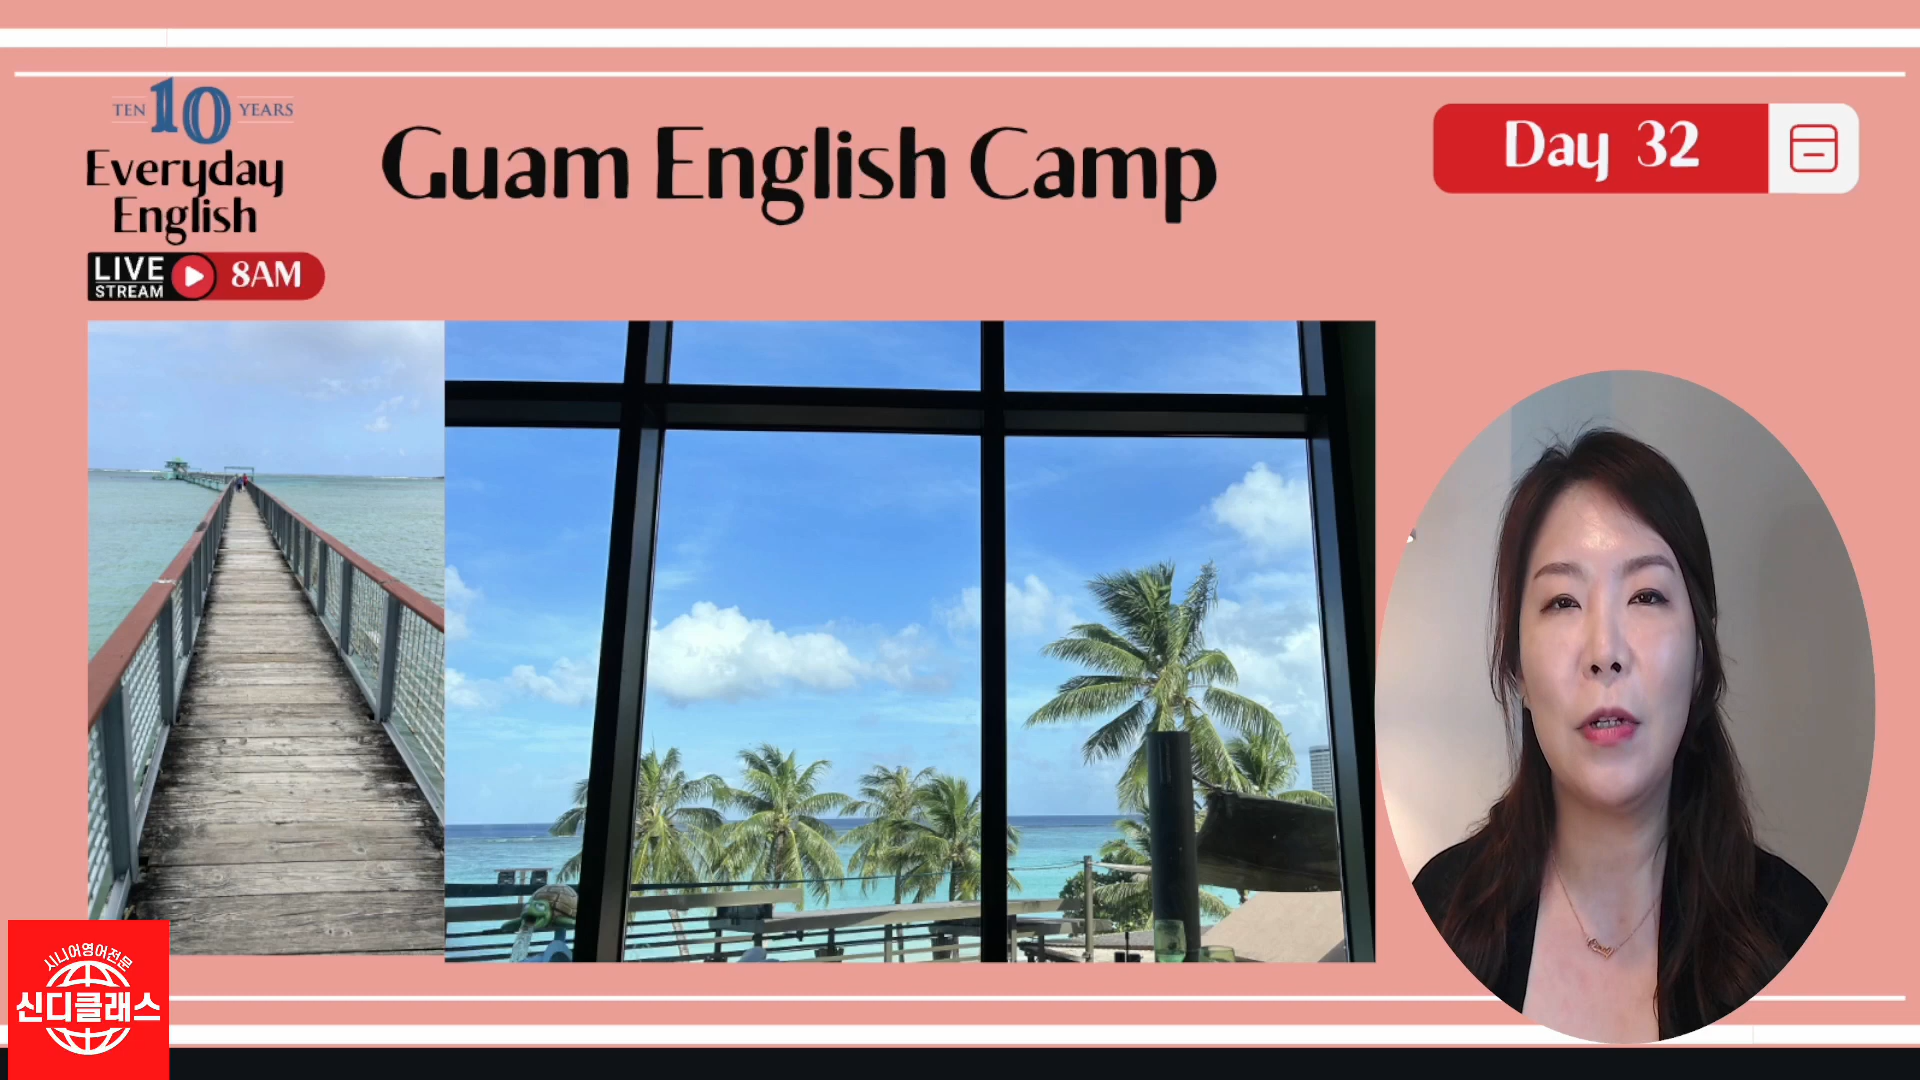 TEN 10 YEARS
Everyday
English
LIVE
STREAM
8AM
Guam English Camp
Day 32
시니어영어전문
신디클래스